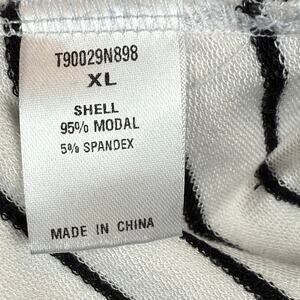 T90029N898
XL
SHELL
95% MODAL
5% SPANDEX
MADE IN CHINA